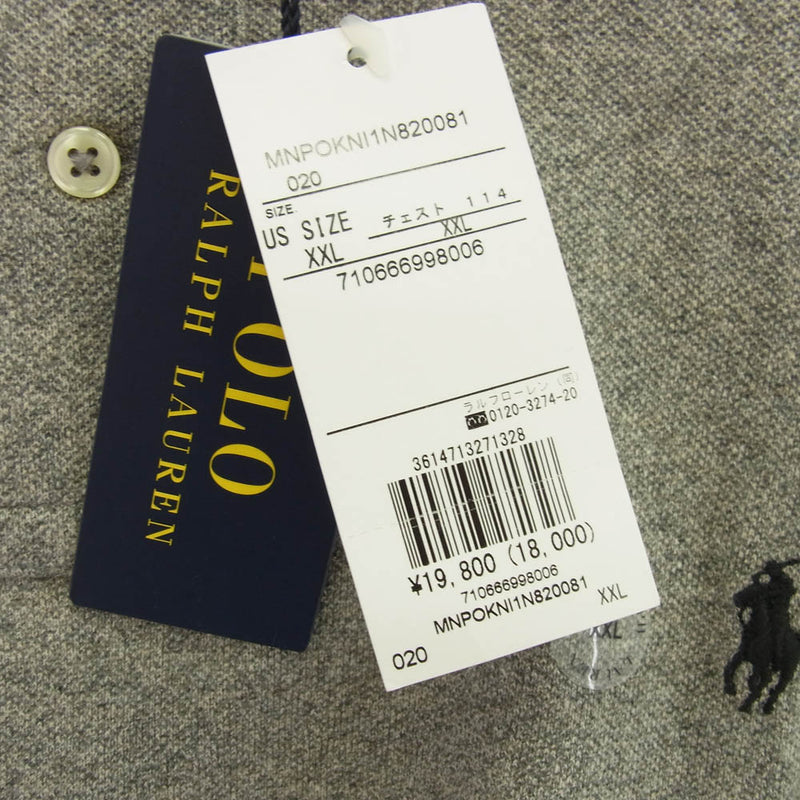 POLO
RALPH LAUREN
MNPOKNI1N820081
020
SIZE.
US SIZE チェスト 114
XXL XXL
710666998006
ラルフローレン(同)
0120-3274-20
3614713271328
¥19,800 (18,000)
710666998006
MNPOKNI1N820081
020 XXL
XXL